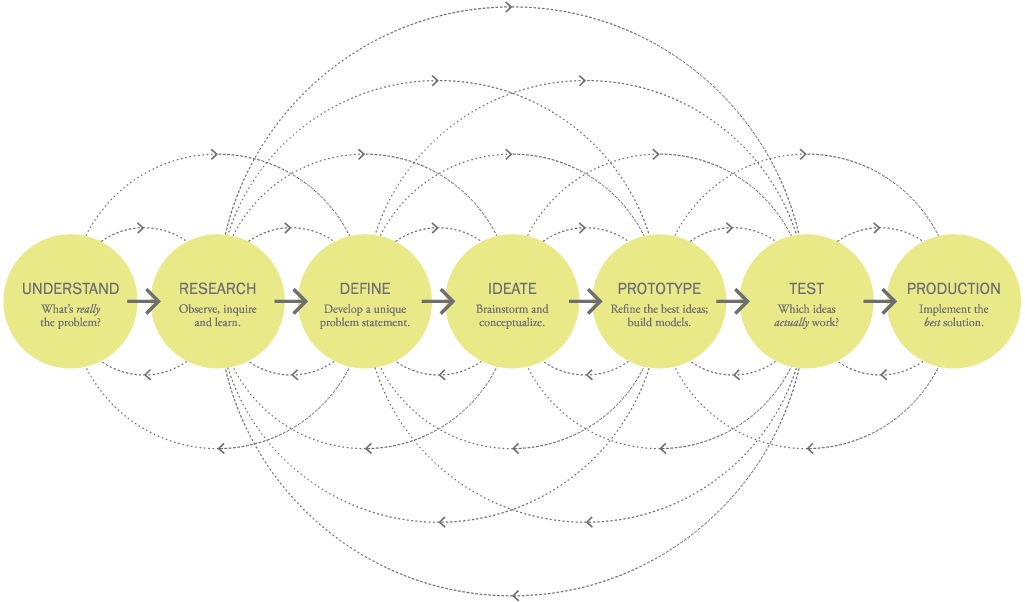 UNDERSTAND
What's really
the problem?
RESEARCH
Observe, inquire
and learn.
DEFINE
Develop a unique
problem statement.
IDEATE
Brainstorm and
conceptualize.
PROTOTYPE
Refine the best ideas;
build models.
TEST
Which ideas
actually work?
PRODUCTION
Implement the
best solution.